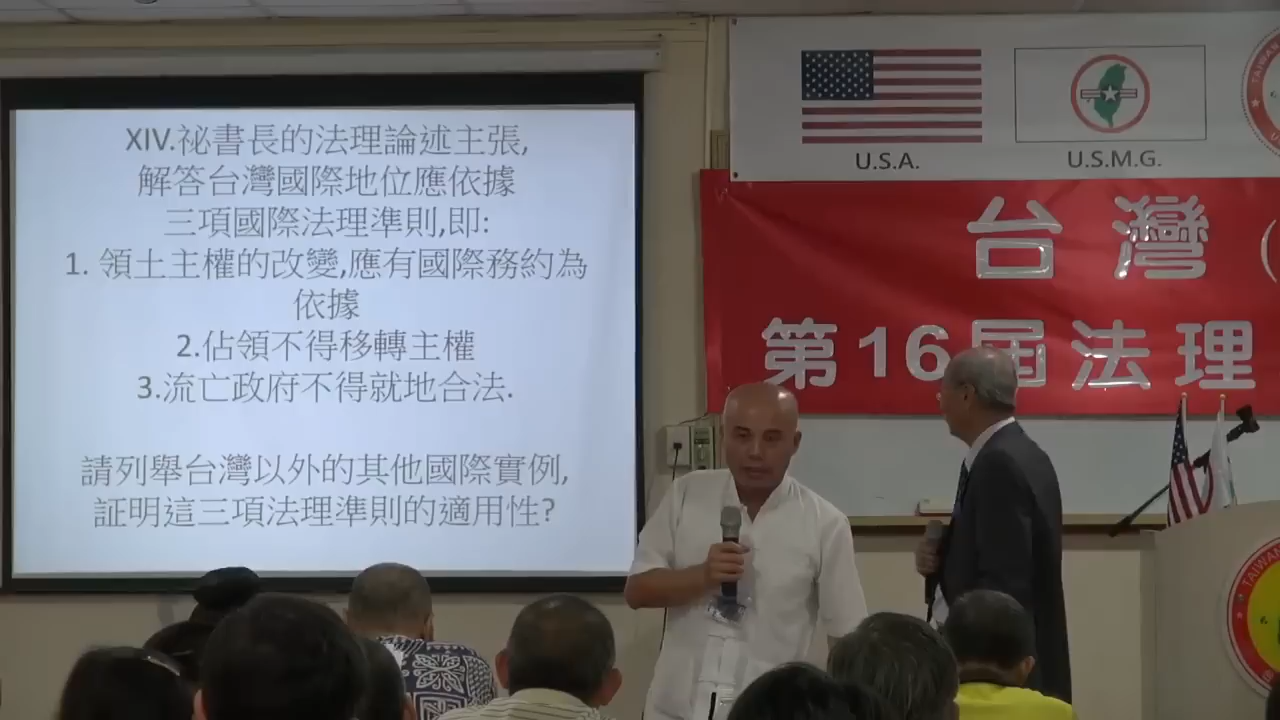 XIV.祕書長的法理論述主張,
解答台灣國際地位應依據
三項國際法理準則,即:
1. 領土主權的改變,應有國際務約為
依據
2.佔領不得移轉主權
3.流亡政府不得就地合法.
請列舉台灣以外的其他國際實例,
証明這三項法理準則的適用性?
U.S.A.
U.S.M.G.
台灣
第16屆法理
TAIWAN
TAIWAN